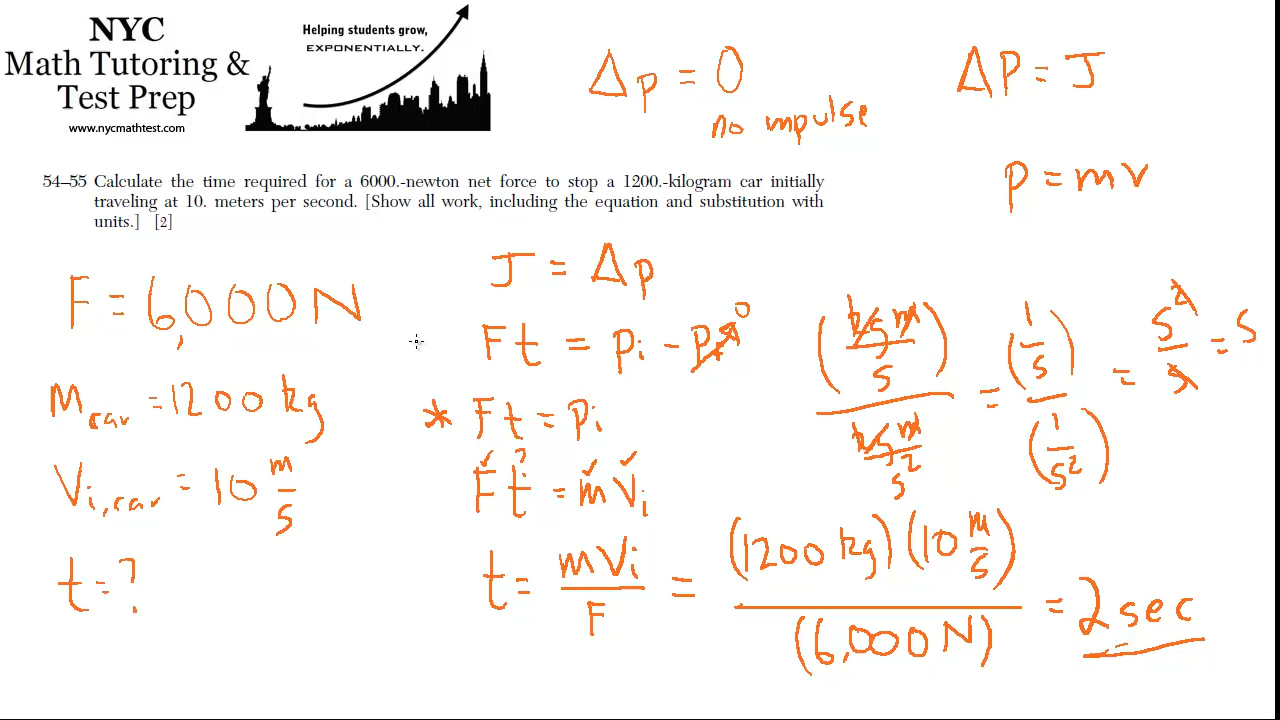 NYC
Math Tutoring &
Test Prep
www.nycmathtest.com
Helping students grow,
EXPONENTIALLY.
Δp = 0
no impulse
ΔP = J
P = mv
54–55 Calculate the time required for a 6000.-newton net force to stop a 1200.-kilogram car initially
traveling at 10. meters per second. [Show all work, including the equation and substitution with
units.] [2]
F = 6,000 N
Mcar = 1200 kg
Vi,car = 10 m/s
t = ?
J = Δp
Ft = pi - pf 0
* Ft = pi
✓ ? ✓ ✓
Ft = mvi
t = mvi/F = (1200 kg)(10 m/s)/(6,000 N) = 2 sec
(kg m/s)/(kg m/s²) = (1/s)/(1/s²) = s²/s = s